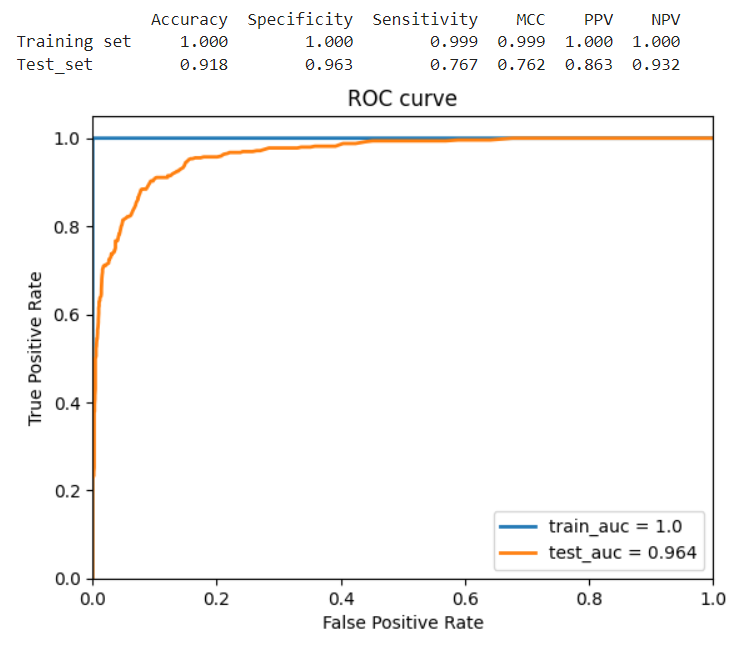 Accuracy Specificity Sensitivity MCC PPV NPV
Training set 1.000 1.000 0.999 0.999 1.000 1.000
Test_set 0.918 0.963 0.767 0.762 0.863 0.932
ROC curve
1.0
0.8
0.6
0.4
0.2
0.0
True Positive Rate
train_auc = 1.0
test_auc = 0.964
0.0 0.2 0.4 0.6 0.8 1.0
False Positive Rate